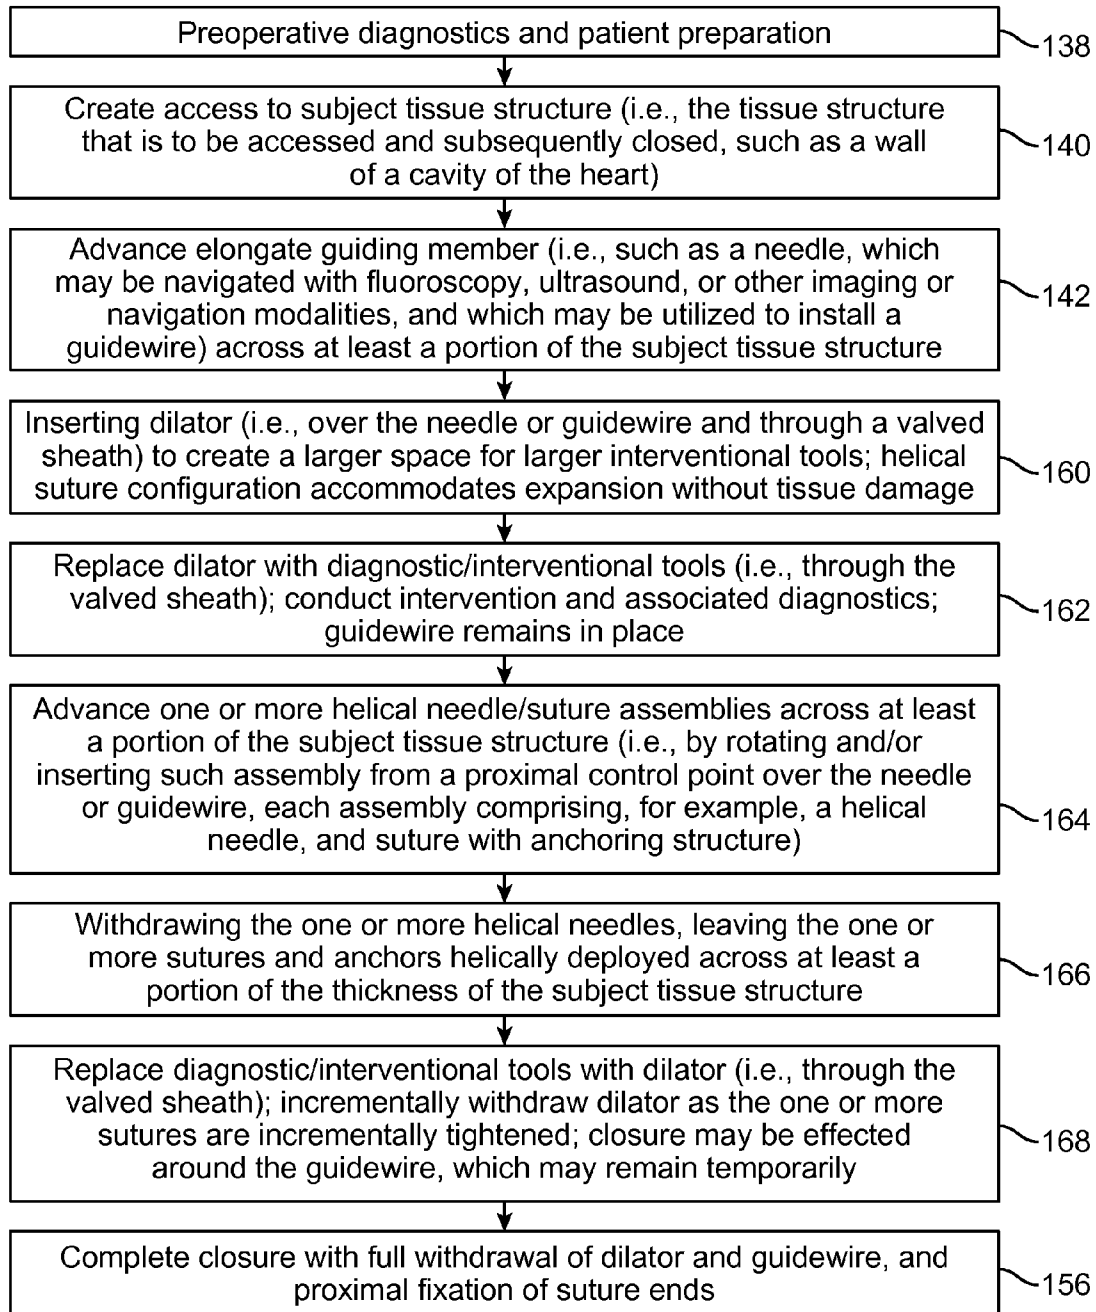 Preoperative diagnostics and patient preparation
138
Create access to subject tissue structure (i.e., the tissue structure
that is to be accessed and subsequently closed, such as a wall
of a cavity of the heart)
140
Advance elongate guiding member (i.e., such as a needle, which
may be navigated with fluoroscopy, ultrasound, or other imaging or
navigation modalities, and which may be utilized to install a
guidewire) across at least a portion of the subject tissue structure
142
Inserting dilator (i.e., over the needle or guidewire and through a valved
sheath) to create a larger space for larger interventional tools; helical
suture configuration accommodates expansion without tissue damage
160
Replace dilator with diagnostic/interventional tools (i.e., through the
valved sheath); conduct intervention and associated diagnostics;
guidewire remains in place
162
Advance one or more helical needle/suture assemblies across at least
a portion of the subject tissue structure (i.e., by rotating and/or
inserting such assembly from a proximal control point over the needle
or guidewire, each assembly comprising, for example, a helical
needle, and suture with anchoring structure)
164
Withdrawing the one or more helical needles, leaving the one or
more sutures and anchors helically deployed across at least a
portion of the thickness of the subject tissue structure
166
Replace diagnostic/interventional tools with dilator (i.e., through the
valved sheath); incrementally withdraw dilator as the one or more
sutures are incrementally tightened; closure may be effected
around the guidewire, which may remain temporarily
168
Complete closure with full withdrawal of dilator and guidewire, and
proximal fixation of suture ends
156